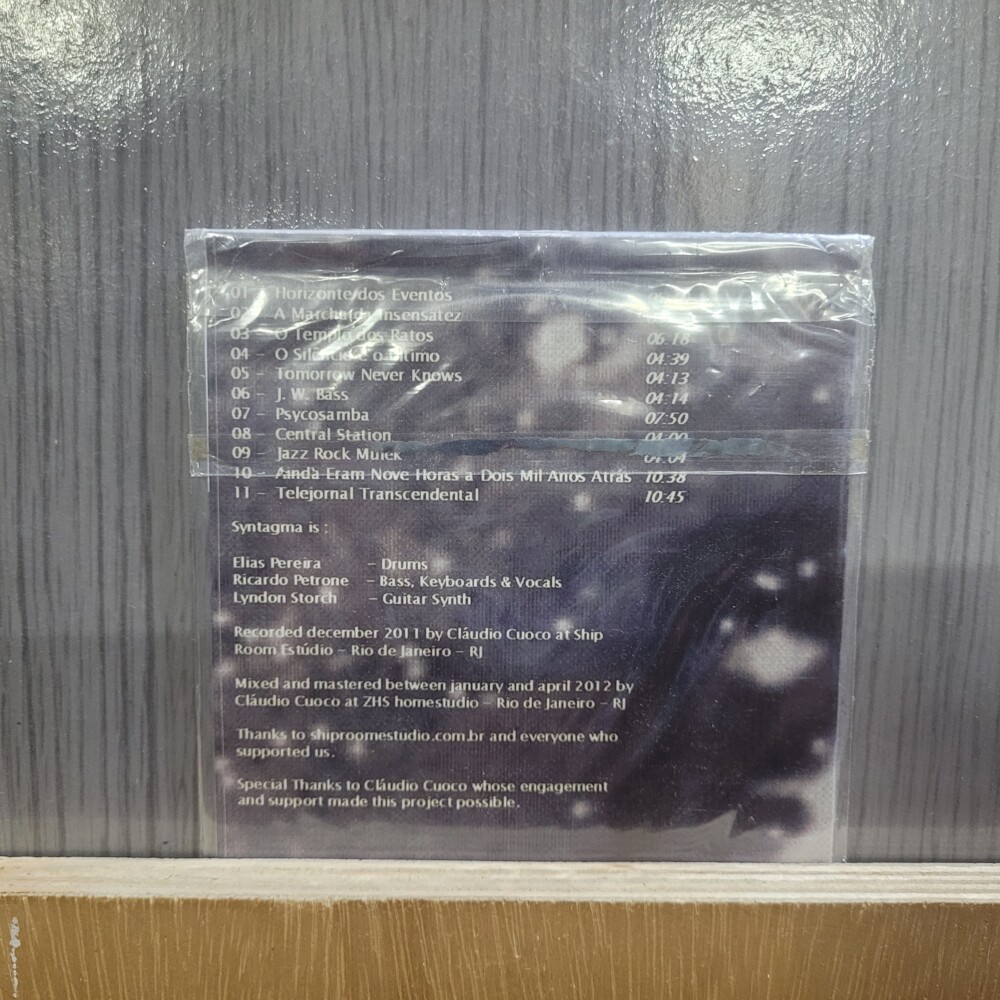 01 - Horizonte dos Eventos
02 - A Marcha da Insensatez
03 - O Templo dos Ratos 06:18
04 - O Silêncio é o Último 04:39
05 - Tomorrow Never Knows 04:13
06 - J. W. Bass 04:14
07 - Psycosamba 07:50
08 - Central Station 04:00
09 - Jazz Rock Mulek 04:04
10 - Ainda Eram Nove Horas a Dois Mil Anos Atrás 10:38
11 - Telejornal Transcendental 10:45
Syntagma is :
Elias Pereira - Drums
Ricardo Petrone - Bass, Keyboards & Vocals
Lyndon Storch - Guitar Synth
Recorded december 2011 by Cláudio Cuoco at Ship
Room Estúdio - Rio de Janeiro - RJ
Mixed and mastered between january and april 2012 by
Cláudio Cuoco at ZHS homestudio - Rio de Janeiro - RJ
Thanks to shiproomestudio.com.br and everyone who
supported us.
Special Thanks to Cláudio Cuoco whose engagement
and support made this project possible.